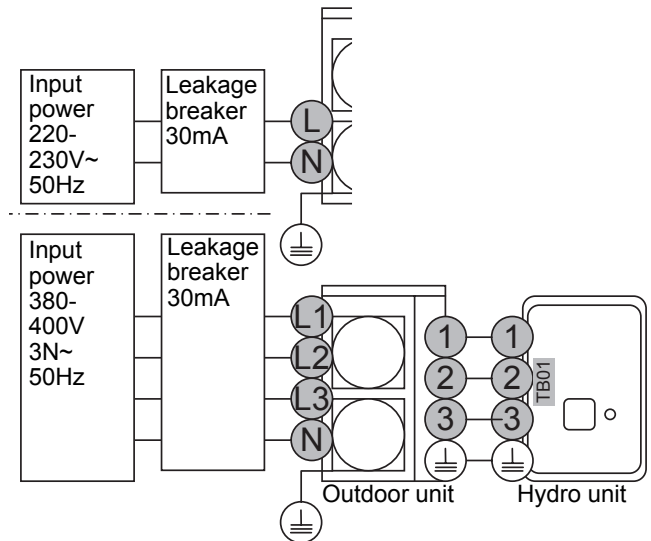 Input
power
220-
230V~
50Hz
Leakage
breaker
30mA
L
N
Input
power
380-
400V
3N~
50Hz
Leakage
breaker
30mA
L1
L2
L3
N
1
2
3
1
2
3
TB01
Outdoor unit
Hydro unit